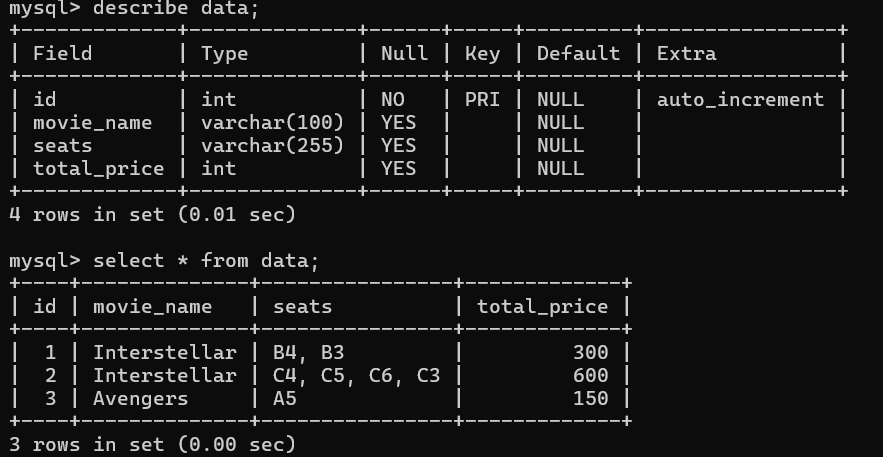 mysql> describe data;
+-------------+--------------+------+-----+---------+----------------+
| Field       | Type         | Null | Key | Default | Extra          |
+-------------+--------------+------+-----+---------+----------------+
| id          | int          | NO   | PRI | NULL    | auto_increment |
| movie_name  | varchar(100) | YES  |     | NULL    |                |
| seats       | varchar(255) | YES  |     | NULL    |                |
| total_price | int          | YES  |     | NULL    |                |
+-------------+--------------+------+-----+---------+----------------+
4 rows in set (0.01 sec)

mysql> select * from data;
+----+--------------+----------------+-------------+
| id | movie_name   | seats          | total_price |
+----+--------------+----------------+-------------+
|  1 | Interstellar | B4, B3         |         300 |
|  2 | Interstellar | C4, C5, C6, C3 |         600 |
|  3 | Avengers     | A5             |         150 |
+----+--------------+----------------+-------------+
3 rows in set (0.00 sec)